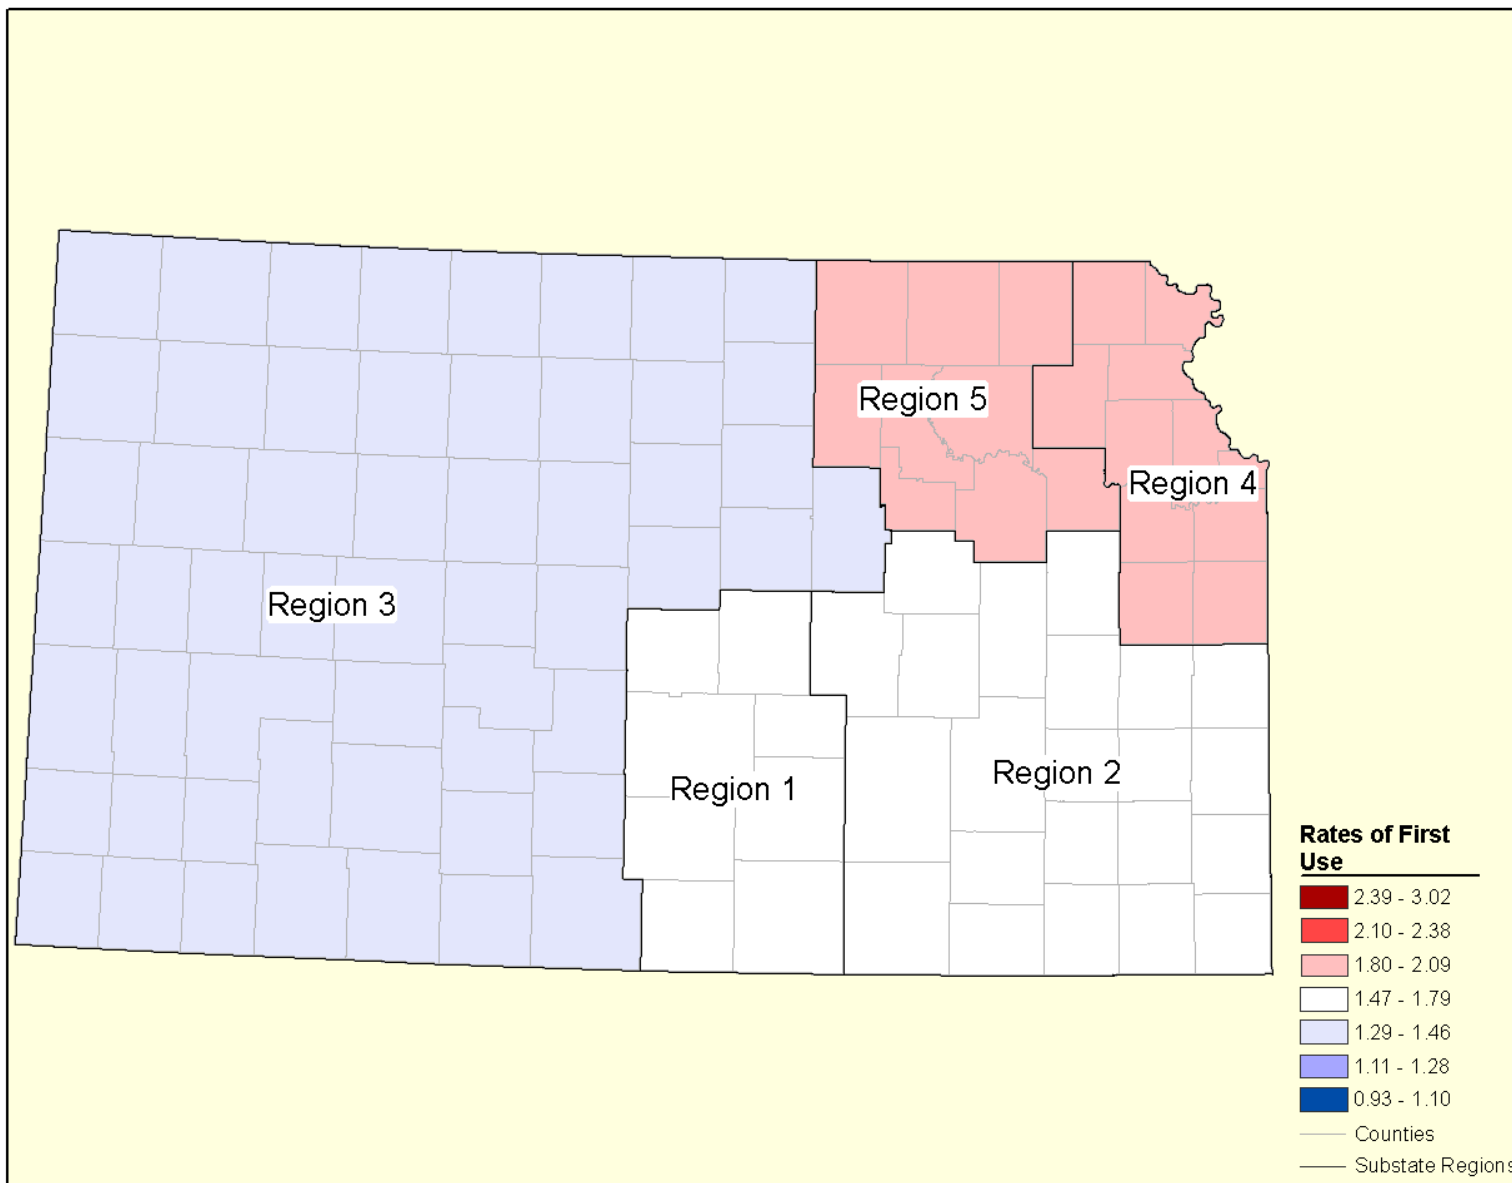 Region 5
Region 4
Region 3
Region 1
Region 2
Rates of First
Use
2.39 - 3.02
2.10 - 2.38
1.80 - 2.09
1.47 - 1.79
1.29 - 1.46
1.11 - 1.28
0.93 - 1.10
Counties
Substate Regions